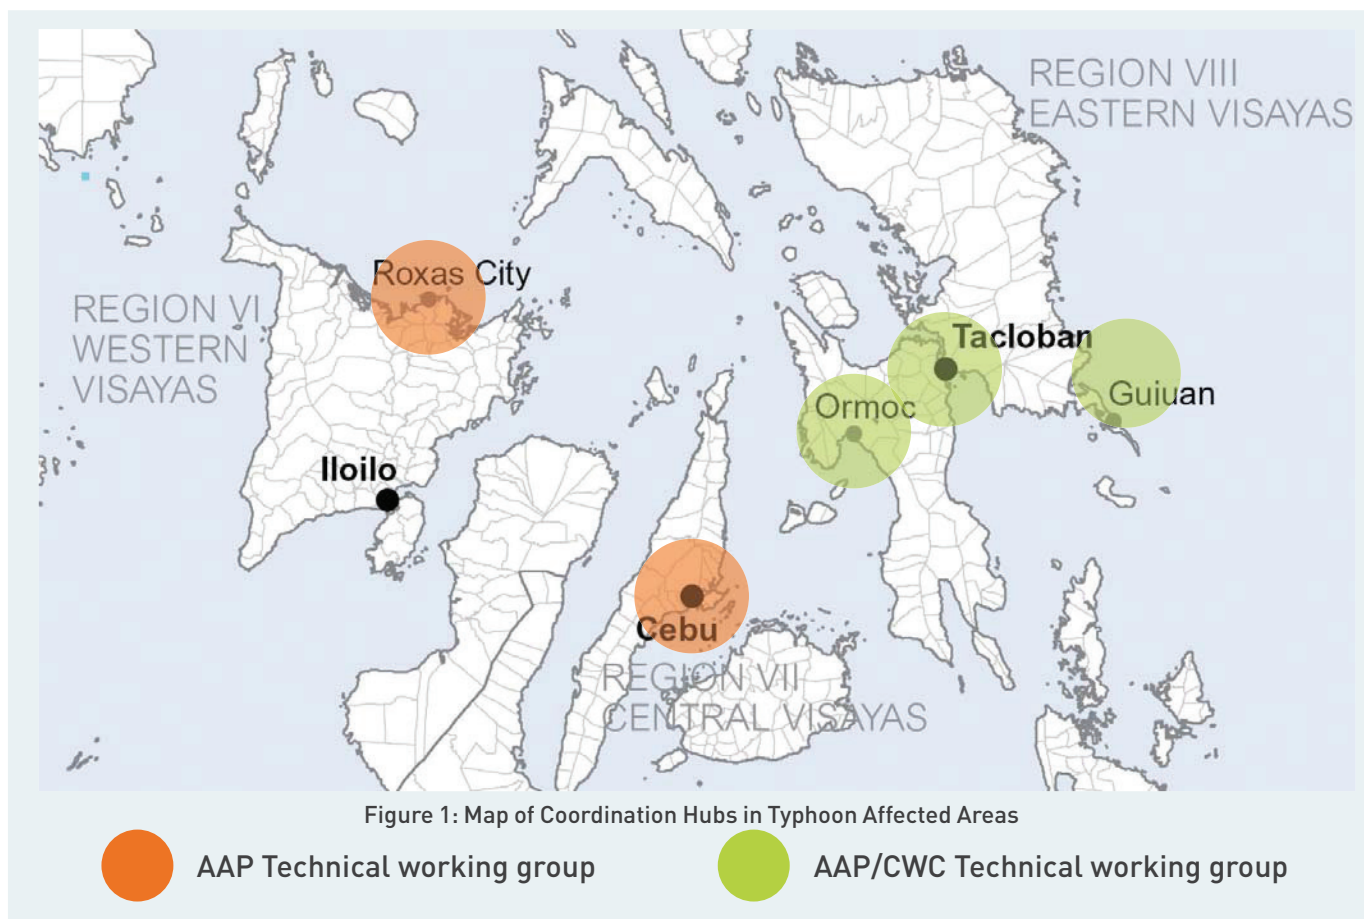 REGION VIII
EASTERN VISAYAS
Roxas City
REGION VI
WESTERN
VISAYAS
Tacloban
Guiuan
Ormoc
Iloilo
Cebu
REGION VII
CENTRAL VISAYAS
Figure 1: Map of Coordination Hubs in Typhoon Affected Areas
AAP Technical working group
AAP/CWC Technical working group